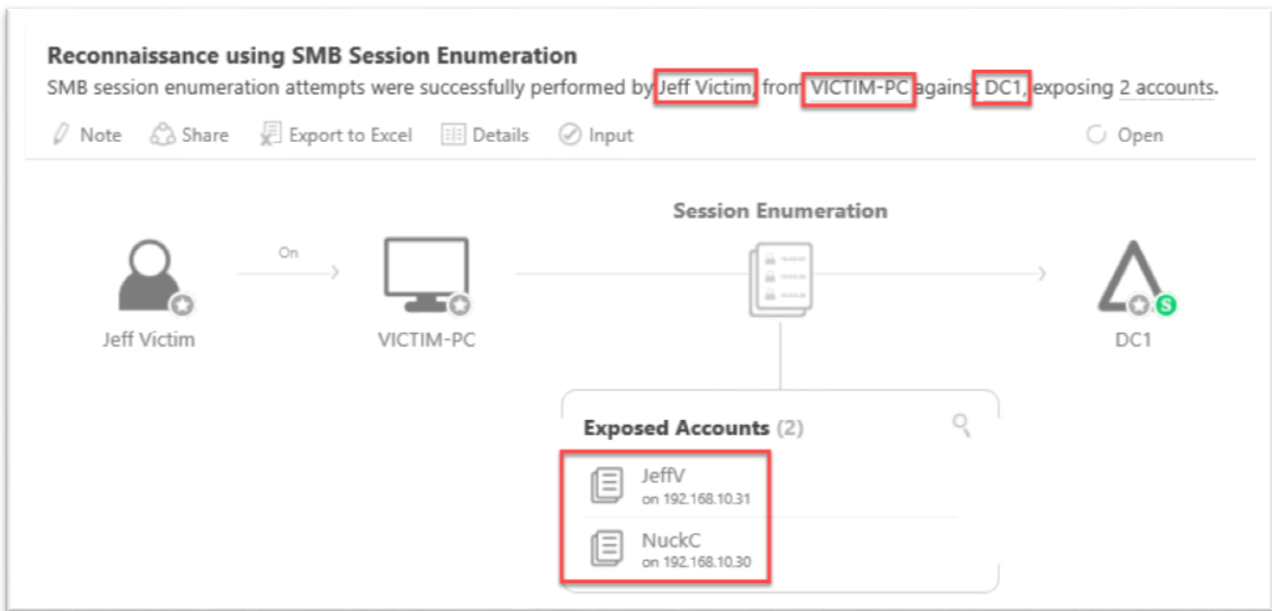 Reconnaissance using SMB Session Enumeration
SMB session enumeration attempts were successfully performed by Jeff Victim, from VICTIM-PC against DC1, exposing 2 accounts.
Note Share Export to Excel Details Input Open
Session Enumeration
On
Jeff Victim VICTIM-PC DC1
S
Exposed Accounts (2)
JeffV
on 192.168.10.31
NuckC
on 192.168.10.30